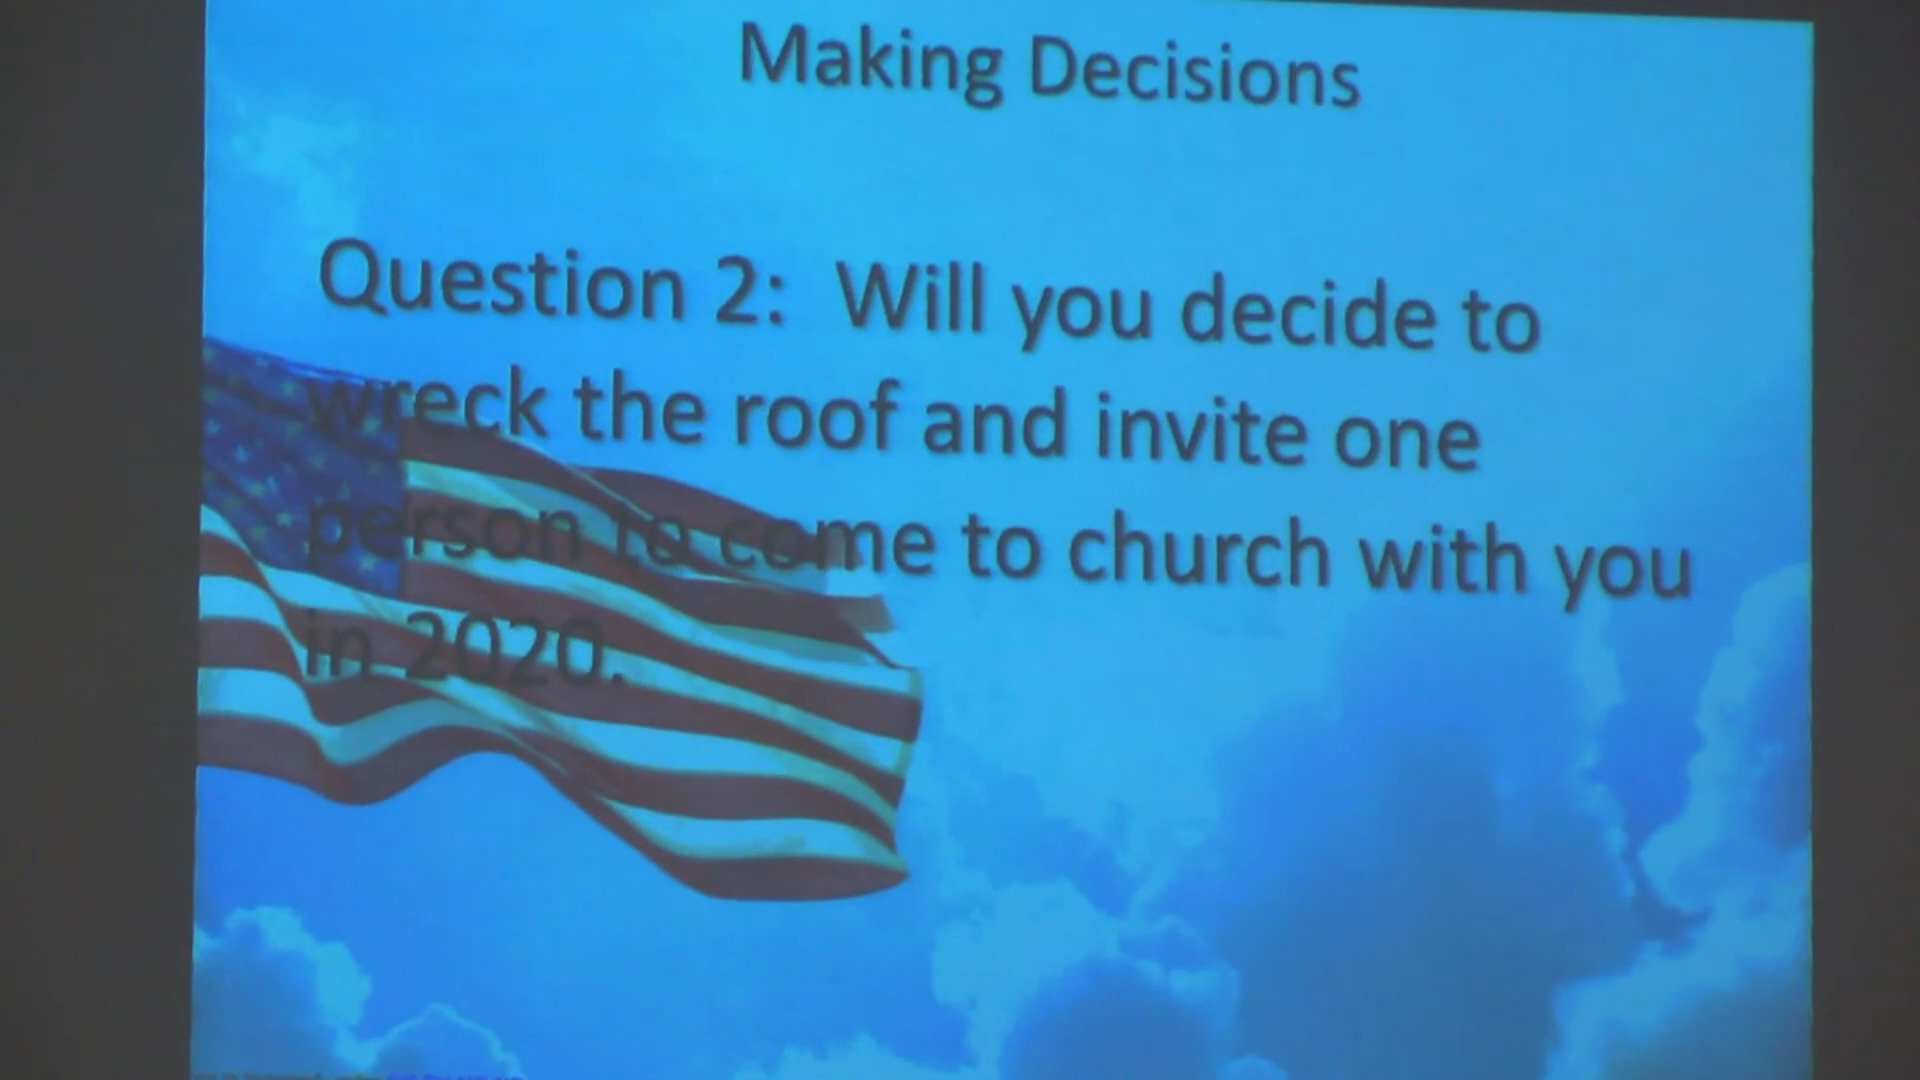 Making Decisions
Question 2: Will you decide to
wreck the roof and invite one
person to come to church with you
in 2020.